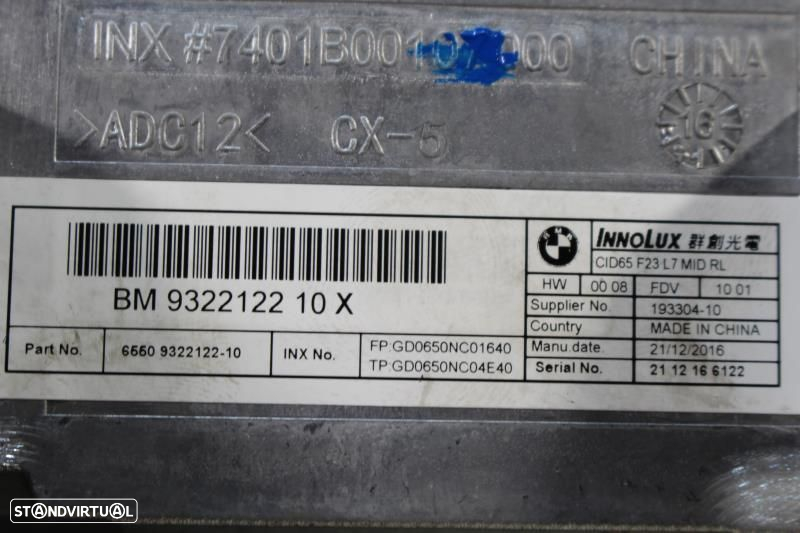 INX #7401B00107 000 CHINA
>ADC12< CX-5 16
BM 9322122 10 X
BMW
INNOLUX 群創光電
CID65 F23 L7 MID RL
HW 00 08 FDV 10 01
Supplier No. 193304-10
Country MADE IN CHINA
Manu.date. 21/12/2016
Serial No. 21 12 16 6122
Part No. 6550 9322122-10 INX No. FP:GD0650NC01640
TP:GD0650NC04E40
STANDVIRTUAL